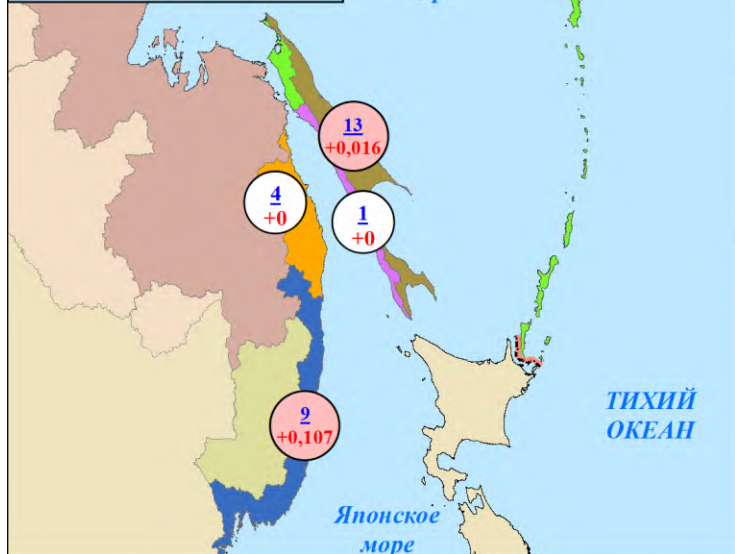 13
+0,016
4
+0
1
+0
9
+0,107
ТИХИЙ
ОКЕАН
Японское
море